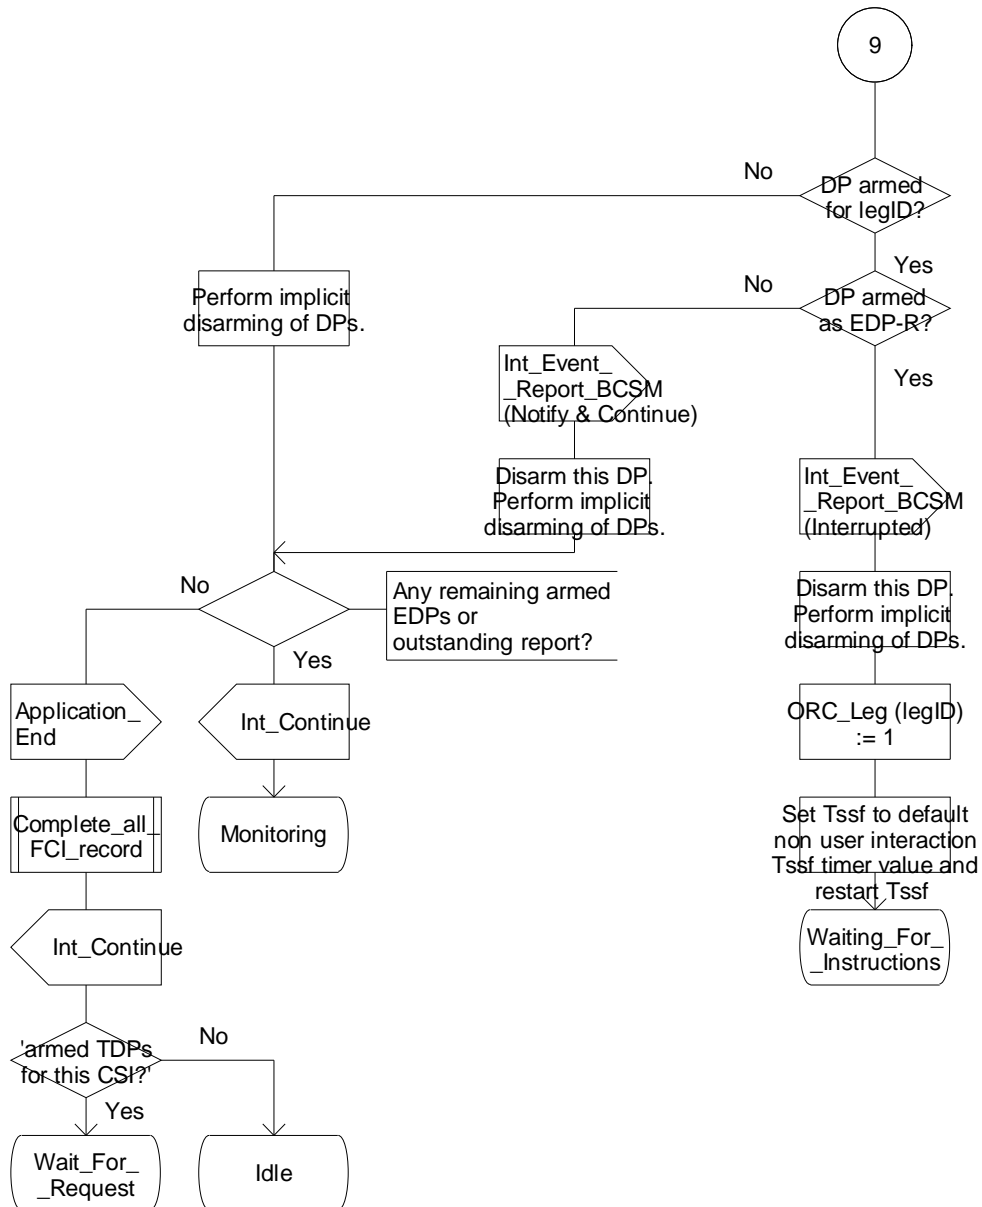 9
No
DP armed
for legID?
Yes
Perform implicit
disarming of DPs.
No
DP armed
as EDP-R?
Yes
Int_Event_
_Report_BCSM
(Notify & Continue)
Disarm this DP.
Perform implicit
disarming of DPs.
Int_Event_
_Report_BCSM
(Interrupted)
No
Any remaining armed
EDPs or
outstanding report?
Yes
Disarm this DP.
Perform implicit
disarming of DPs.
Application_
End
Int_Continue
ORC_Leg (legID)
:= 1
Complete_all_
FCI_record
Monitoring
Set Tssf to default
non user interaction
Tssf timer value and
restart Tssf
Int_Continue
Waiting_For_
_Instructions
'armed TDPs
for this CSI?'
No
Yes
Wait_For_
_Request
Idle